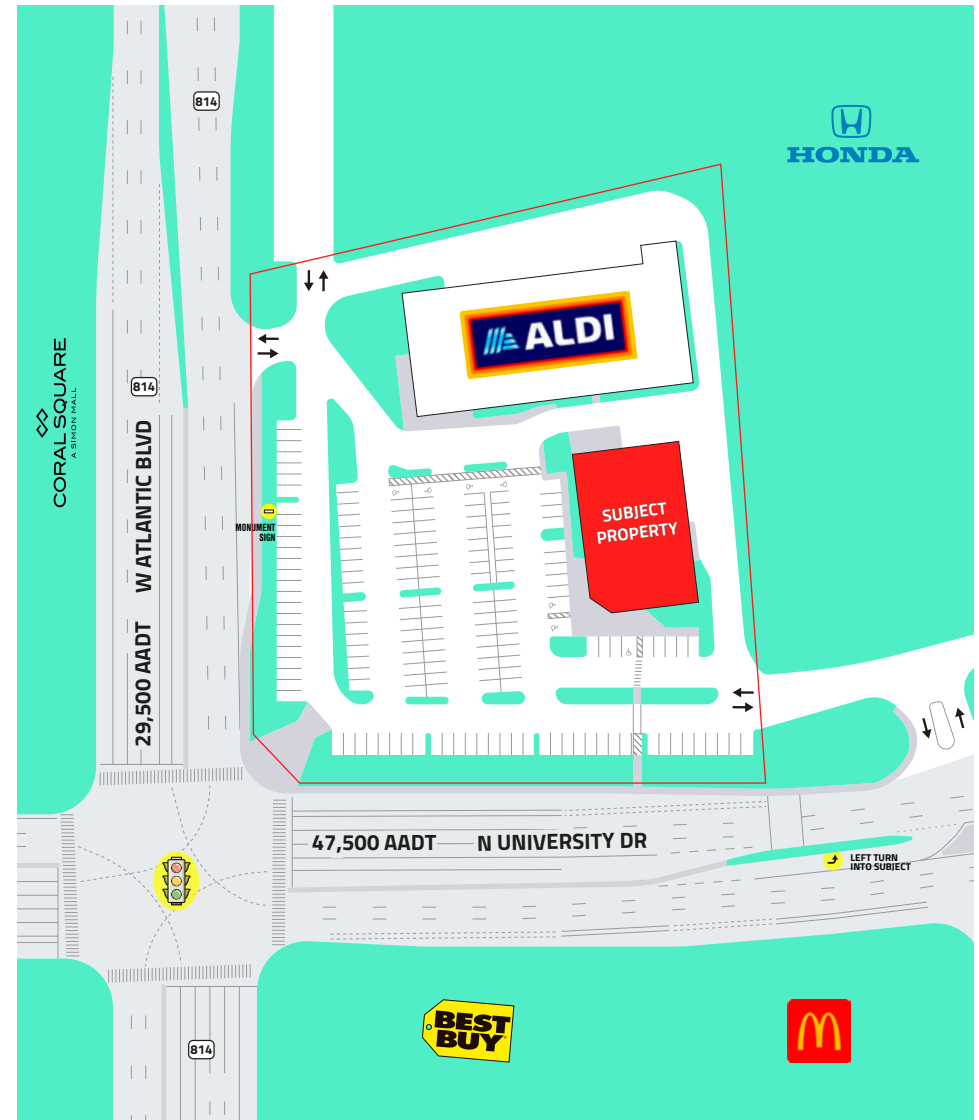 814
HONDA
ALDI
CORAL SQUARE
A SIMON MALL
814
29,500 AADT W ATLANTIC BLVD
SUBJECT
PROPERTY
MONUMENT
SIGN
47,500 AADT N UNIVERSITY DR
LEFT TURN
INTO SUBJECT
BEST
BUY
814